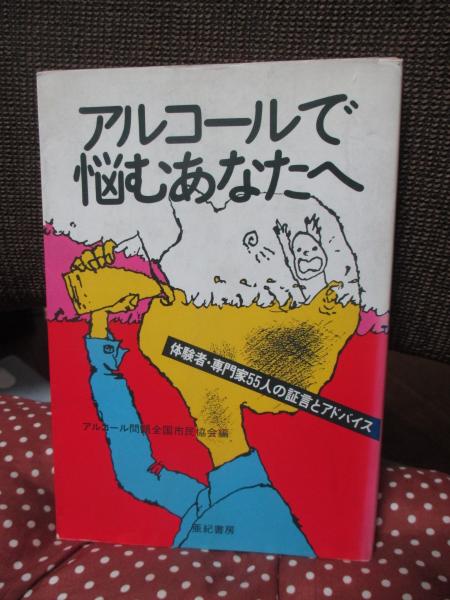 アルコールで
悩むあなたへ
体験者・専門家55人の証言とアドバイス
アルコール問題全国市民協会編
亜紀書房